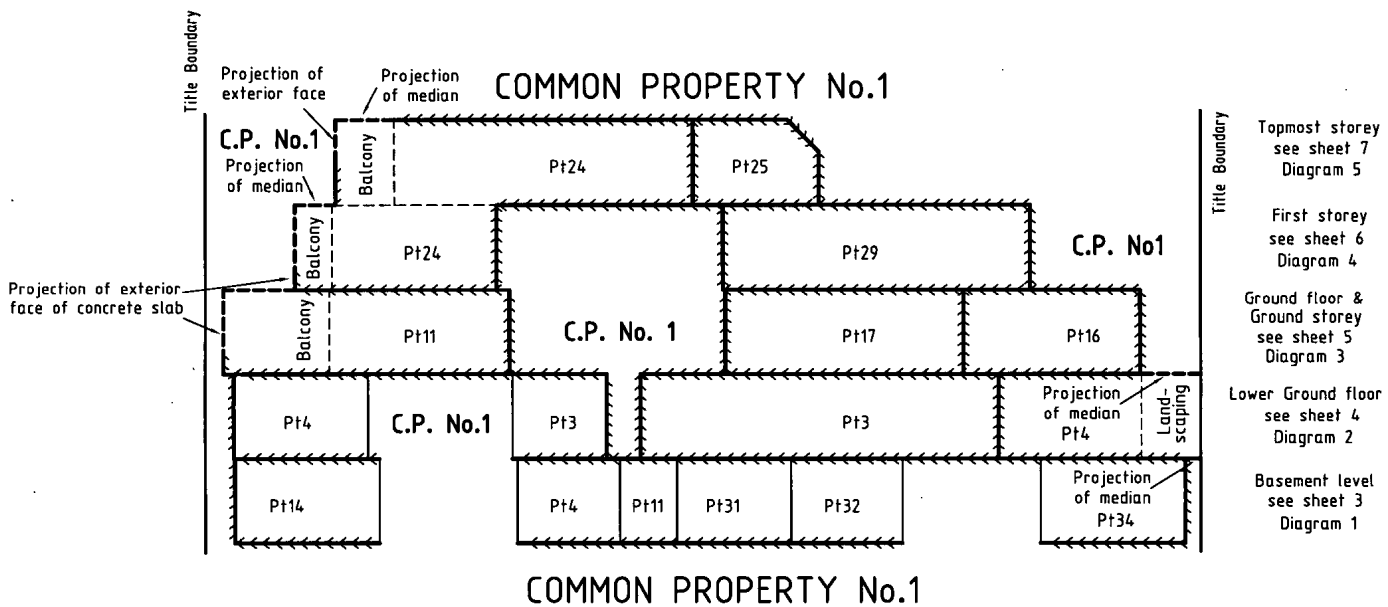 Title Boundary
Projection of
exterior face
Projection
of median
COMMON PROPERTY No.1
Title Boundary
C.P. No.1
Projection
of median
Balcony
Pt24
Pt25
Topmost storey
see sheet 7
Diagram 5
Balcony
Pt24
Pt29
C.P. No1
First storey
see sheet 6
Diagram 4
Projection of exterior
face of concrete slab
Balcony
Pt11
C.P. No. 1
Pt17
Pt16
Ground floor &
Ground storey
see sheet 5
Diagram 3
Pt4
C.P. No.1
Pt3
Pt3
Projection
of median
Pt4
Land-
scaping
Lower Ground floor
see sheet 4
Diagram 2
Pt14
Pt4
Pt11
Pt31
Pt32
Projection
of median
Pt34
Basement level
see sheet 3
Diagram 1
COMMON PROPERTY No.1